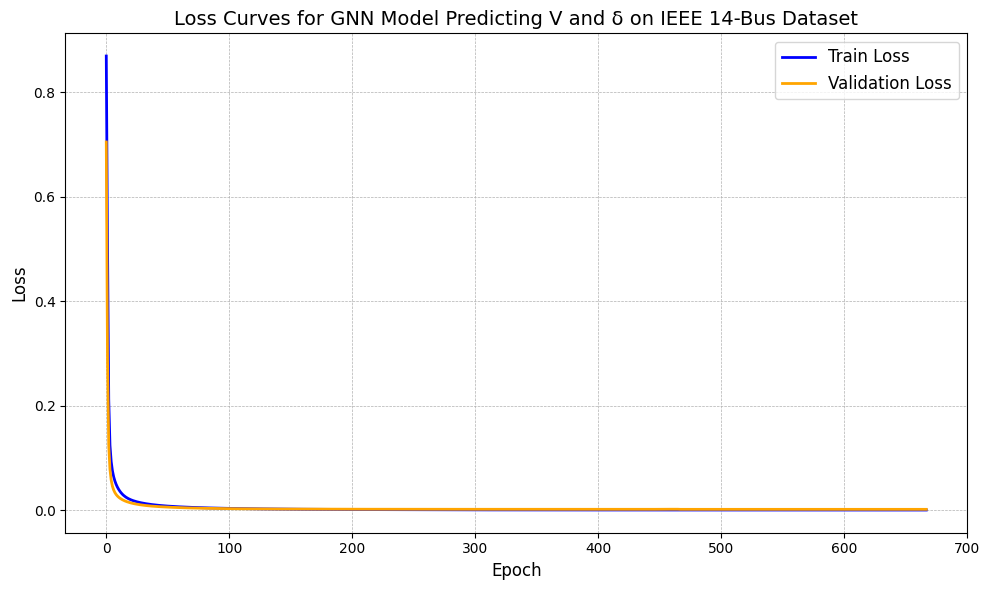 Loss Curves for GNN Model Predicting V and δ on IEEE 14-Bus Dataset
Train Loss
Validation Loss
Loss
0.8
0.6
0.4
0.2
0.0
0 100 200 300 400 500 600 700
Epoch